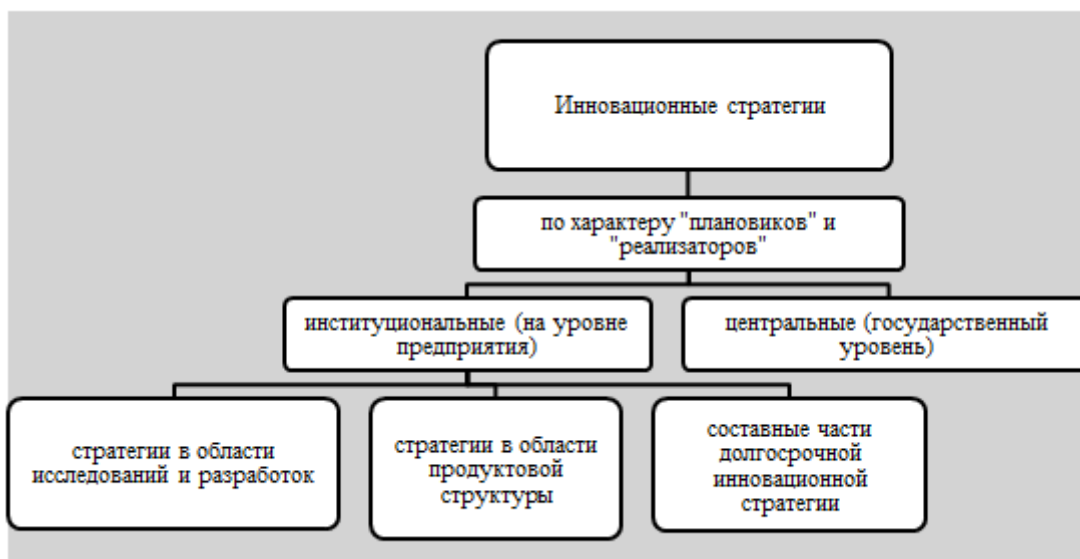 Инновационные стратегии
по характеру "плановиков" и
"реализаторов"
институциональные (на уровне
предприятия)
центральные (государственный
уровень)
стратегии в области
исследований и разработок
стратегии в области
продуктовой
структуры
составные части
долгосрочной
инновационной
стратегии